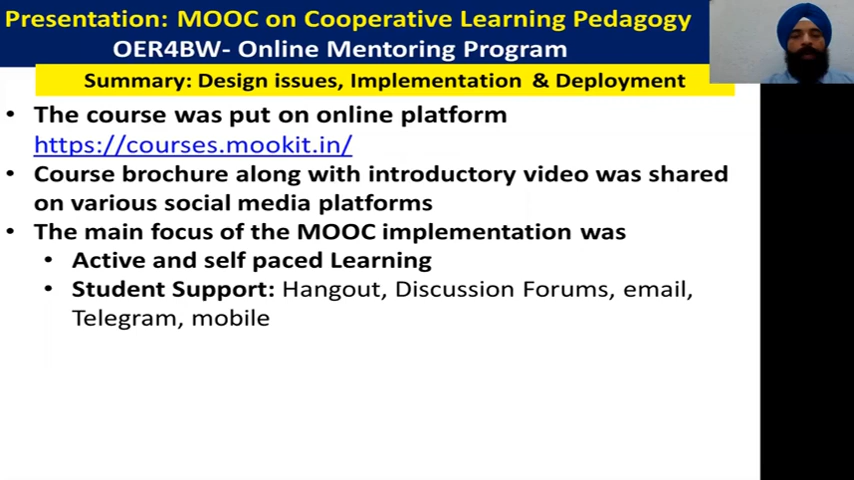 Presentation: MOOC on Cooperative Learning Pedagogy
OER4BW- Online Mentoring Program
Summary: Design issues, Implementation & Deployment
• The course was put on online platform
https://courses.mookit.in/
• Course brochure along with introductory video was shared
on various social media platforms
• The main focus of the MOOC implementation was
• Active and self paced Learning
• Student Support: Hangout, Discussion Forums, email,
Telegram, mobile